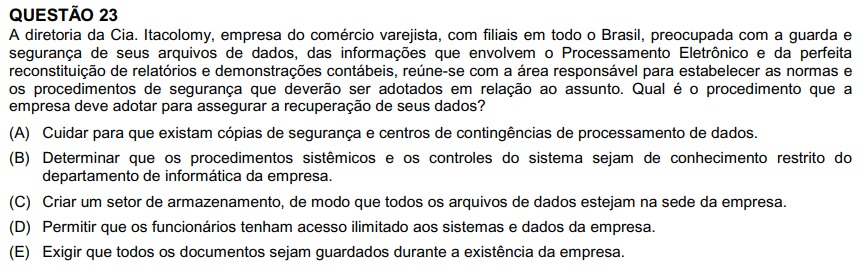 QUESTÃO 23
A diretoria da Cia. Itacolomy, empresa do comércio varejista, com filiais em todo o Brasil, preocupada com a guarda e
segurança de seus arquivos de dados, das informações que envolvem o Processamento Eletrônico e da perfeita
reconstituição de relatórios e demonstrações contábeis, reúne-se com a área responsável para estabelecer as normas e
os procedimentos de segurança que deverão ser adotados em relação ao assunto. Qual é o procedimento que a
empresa deve adotar para assegurar a recuperação de seus dados?
(A) Cuidar para que existam cópias de segurança e centros de contingências de processamento de dados.
(B) Determinar que os procedimentos sistêmicos e os controles do sistema sejam de conhecimento restrito do
departamento de informática da empresa.
(C) Criar um setor de armazenamento, de modo que todos os arquivos de dados estejam na sede da empresa.
(D) Permitir que os funcionários tenham acesso ilimitado aos sistemas e dados da empresa.
(E) Exigir que todos os documentos sejam guardados durante a existência da empresa.